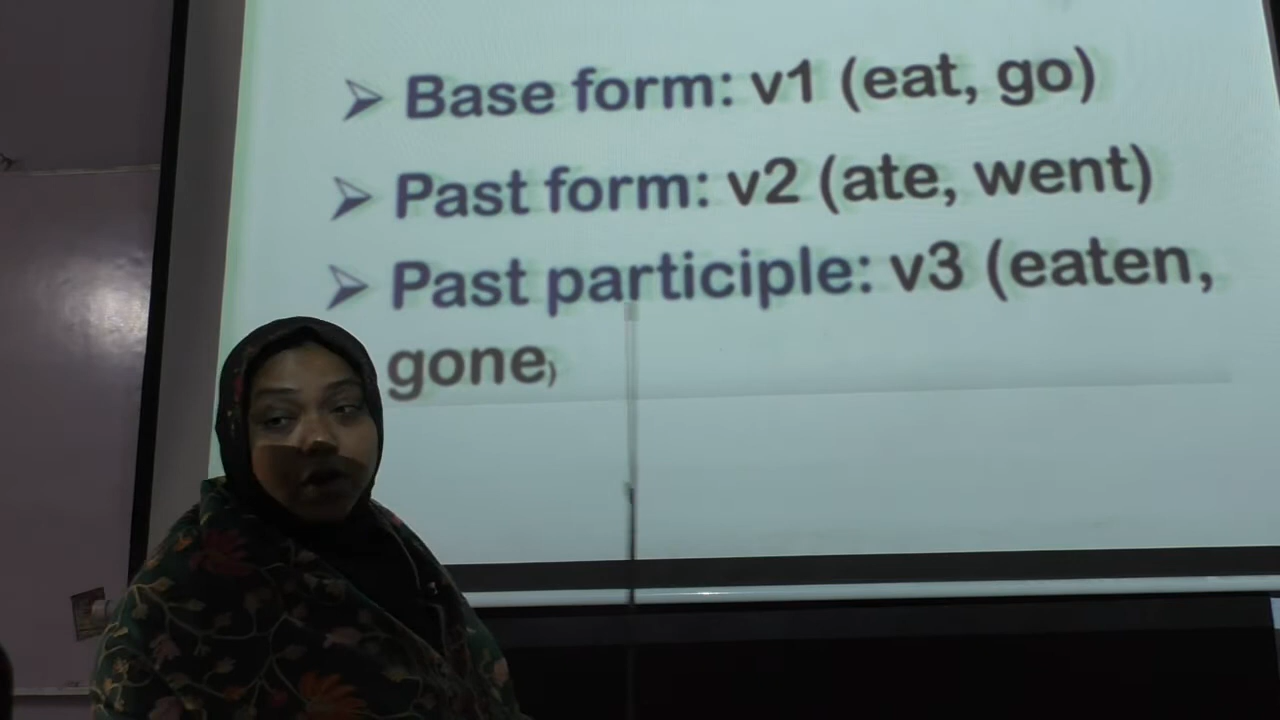 ➢ Base form: v1 (eat, go)
➢ Past form: v2 (ate, went)
➢ Past participle: v3 (eaten,
gone)